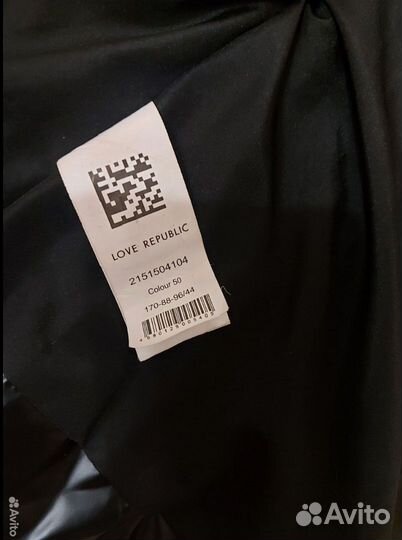 LOVE REPUBLIC
2151504104
Colour 50
170-88-96/44
Avito
Avito